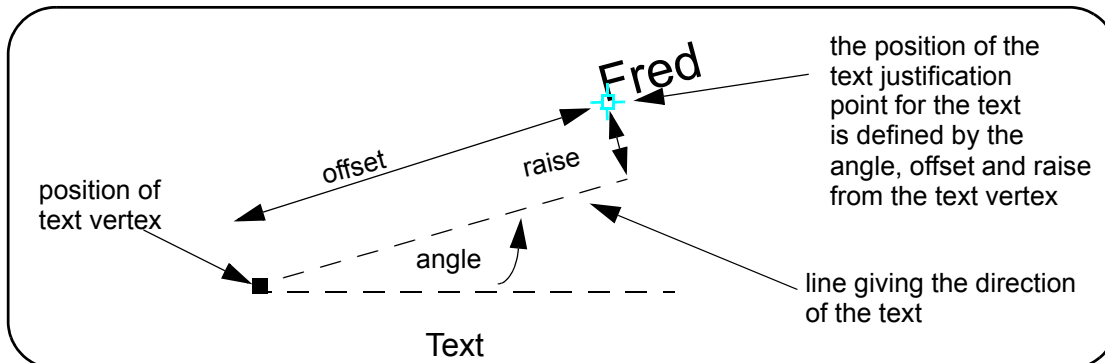 Fred
the position of the
text justification
point for the text
is defined by the
angle, offset and raise
from the text vertex
offset
raise
position of
text vertex
angle
line giving the direction
of the text
Text